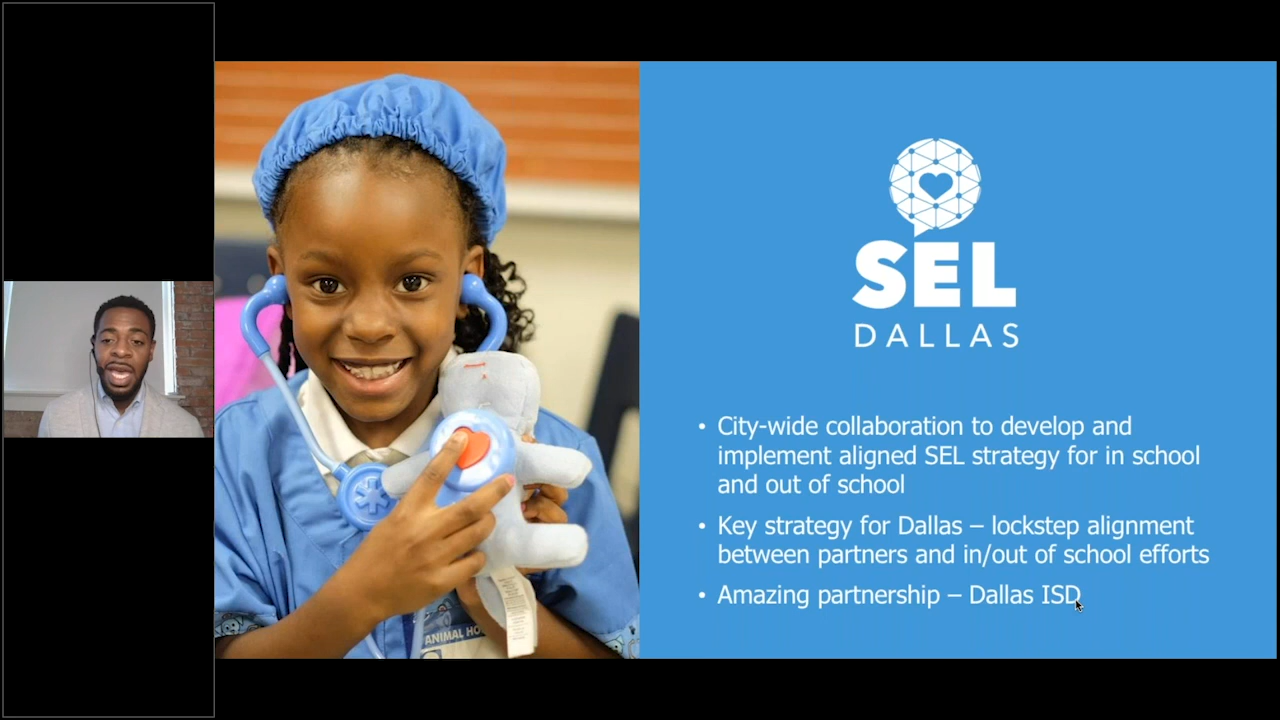 SEL
DALLAS
• City-wide collaboration to develop and
implement aligned SEL strategy for in school
and out of school
• Key strategy for Dallas – lockstep alignment
between partners and in/out of school efforts
• Amazing partnership – Dallas ISD
ANIMAL HO